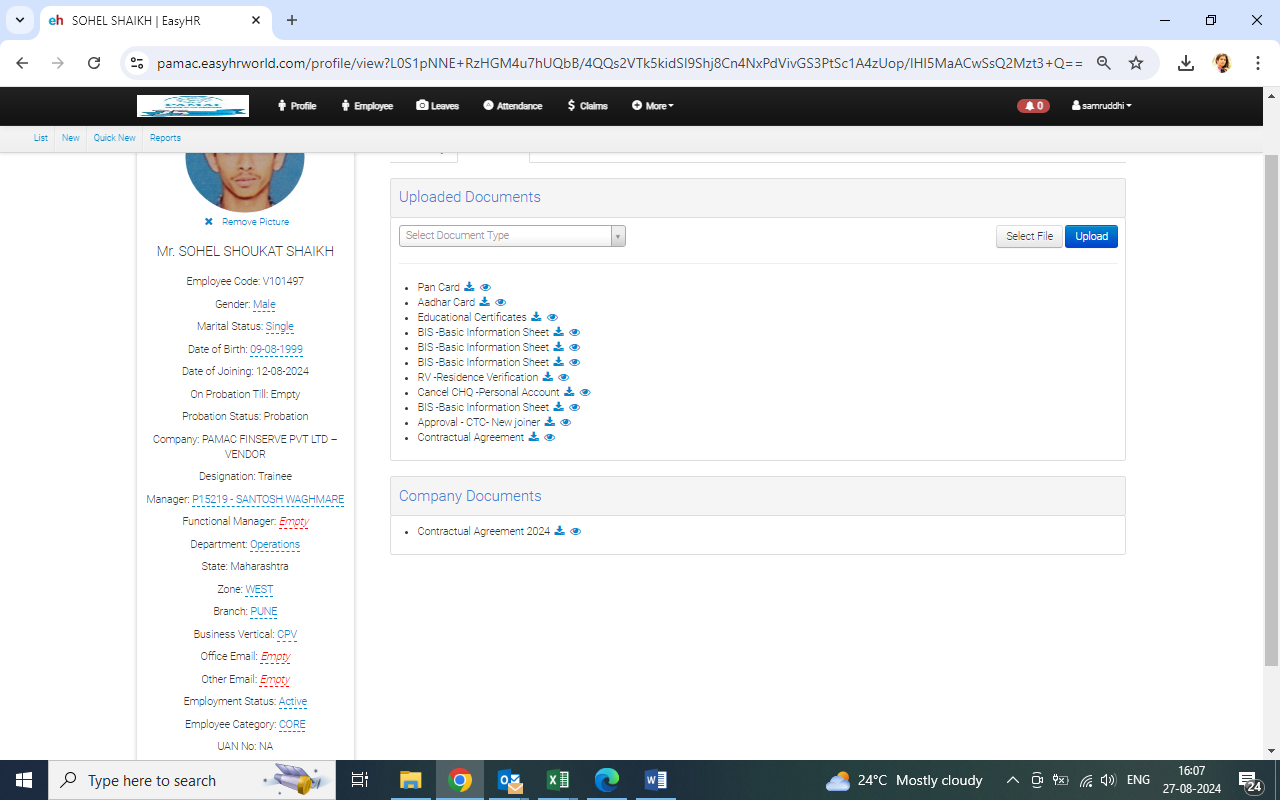 SOHEL SHAIKH | EasyHR
pamac.easyhrworld.com/profile/view?L0S1pNNE+RzHGM4u7hUQbB/4QQs2VTk5kidSI9Shj8Cn4NxPdVivGS3PtSc1A4zUop/IHI5MaACwSsQ2Mzt3+Q==
PAMAC
Profile
Employee
Leaves
Attendance
Claims
More
0
samruddhi
List
New
Quick New
Reports
Remove Picture
Mr. SOHEL SHOUKAT SHAIKH
Employee Code: V101497
Gender: Male
Marital Status: Single
Date of Birth: 09-08-1999
Date of Joining: 12-08-2024
On Probation Till: Empty
Probation Status: Probation
Company: PAMAC FINSERVE PVT LTD –
VENDOR
Designation: Trainee
Manager: P15219 - SANTOSH WAGHMARE
Functional Manager: Empty
Department: Operations
State: Maharashtra
Zone: WEST
Branch: PUNE
Business Vertical: CPV
Office Email: Empty
Other Email: Empty
Employment Status: Active
Employee Category: CORE
UAN No: NA
Uploaded Documents
Select Document Type
Select File
Upload
Pan Card
Aadhar Card
Educational Certificates
BIS -Basic Information Sheet
BIS -Basic Information Sheet
BIS -Basic Information Sheet
RV -Residence Verification
Cancel CHQ -Personal Account
BIS -Basic Information Sheet
Approval - CTC- New joiner
Contractual Agreement
Company Documents
Contractual Agreement 2024
Type here to search
24°C Mostly cloudy
ENG
16:07
27-08-2024
24